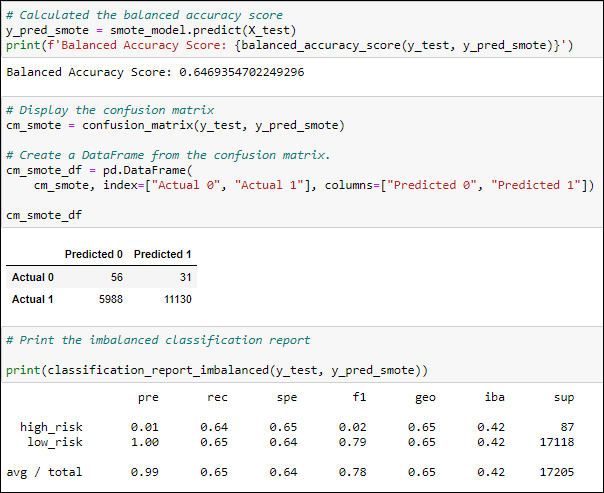 # Calculated the balanced accuracy score
y_pred_smote = smote_model.predict(X_test)
print(f'Balanced Accuracy Score: {balanced_accuracy_score(y_test, y_pred_smote)}')
Balanced Accuracy Score: 0.6469354702249296
# Display the confusion matrix
cm_smote = confusion_matrix(y_test, y_pred_smote)
# Create a DataFrame from the confusion matrix.
cm_smote_df = pd.DataFrame(
    cm_smote, index=["Actual 0", "Actual 1"], columns=["Predicted 0", "Predicted 1"])
cm_smote_df
Predicted 0 Predicted 1
Actual 0 56 31
Actual 1 5988 11130
# Print the imbalanced classification report
print(classification_report_imbalanced(y_test, y_pred_smote))
pre rec spe f1 geo iba sup
high_risk 0.01 0.64 0.65 0.02 0.65 0.42 87
low_risk 1.00 0.65 0.64 0.79 0.65 0.42 17118
avg / total 0.99 0.65 0.64 0.78 0.65 0.42 17205